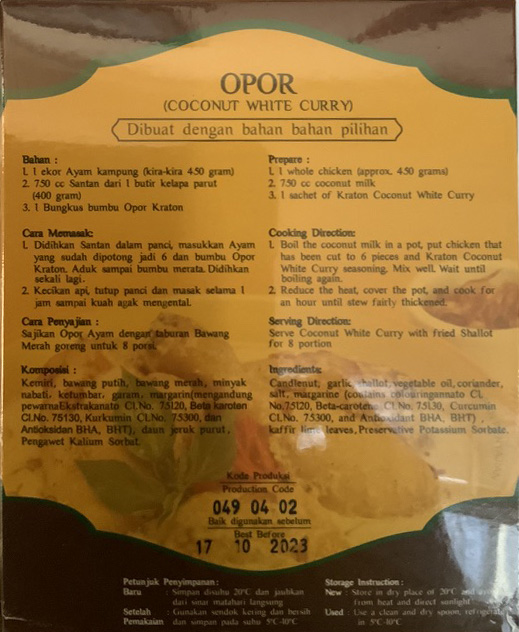 OPOR
(COCONUT WHITE CURRY)
Dibuat dengan bahan bahan pilihan
Bahan :
1. 1 ekor Ayam kampung (kira-kira 450 gram)
2. 750 cc Santan dari 1 butir kelapa parut
(400 gram)
3. 1 Bungkus bumbu Opor Kraton
Cara Memasak:
1. Didihkan Santan dalam panci, masukkan Ayam
yang sudah dipotong jadi 6 dan bumbu Opor
Kraton. Aduk sampai bumbu merata. Didihkan
sekali lagi.
2. Kecikan api, tutup panci dan masak selama 1
jam sampai kuah agak mengental.
Cara Penyajian :
Sajikan Opor Ayam dengan taburan Bawang
Merah goreng untuk 8 porsi.
Komposisi :
Kemiri, bawang putih, bawang merah, minyak
nabati, ketumbar, garam, margarin(mengandung
pewarnaEkstrakanato CI.No. 75120, Beta karoten
CI.No. 75130, Kurkumin CI.No. 75300, dan
Antioksidan BHA, BHT), daun jeruk purut,
Pengawet Kalium Sorbat.
Prepare :
1. 1 whole chicken (approx. 450 grams)
2. 750 cc coconut milk
3. 1 sachet of Kraton Coconut White Curry
Cooking Direction:
1. Boil the coconut milk in a pot, put chicken that
has been cut to 6 pieces and Kraton Coconut
White Curry seasoning. Mix well. Wait until
boiling again.
2. Reduce the heat, cover the pot, and cook for
an hour until stew fairly thickened.
Serving Direction:
Serve Coconut White Curry with fried Shallot
for 8 portion
Ingredients:
Candlenut, garlic, shallot, vegetable oil, coriander,
salt, margarine (contains colouringannato CI.
No.75120, Beta-carotene CI.No. 75130, Curcumin
CI.No. 75300, and Antioxidant BHA, BHT)
kaffir lime leaves, Preservative Potassium Sorbate.
Kode Produksi
Production Code
049 04 02
Baik digunakan sebelum
Best Before
17 10 2023
Petunjuk Penyimpanan :
Baru : Simpan disuhu 20°C dan jauhkan
dari sinar matahari langsung
Setelah : Gunakan sendok kering dan bersih
Pemakaian dan simpan pada suhu 5°C-10°C
Storage Instruction :
New : Store in dry place of 20°C and
from heat and direct sunlight
Used : Use a clean and dry spoon, refrigerate
in 5°C-10°C